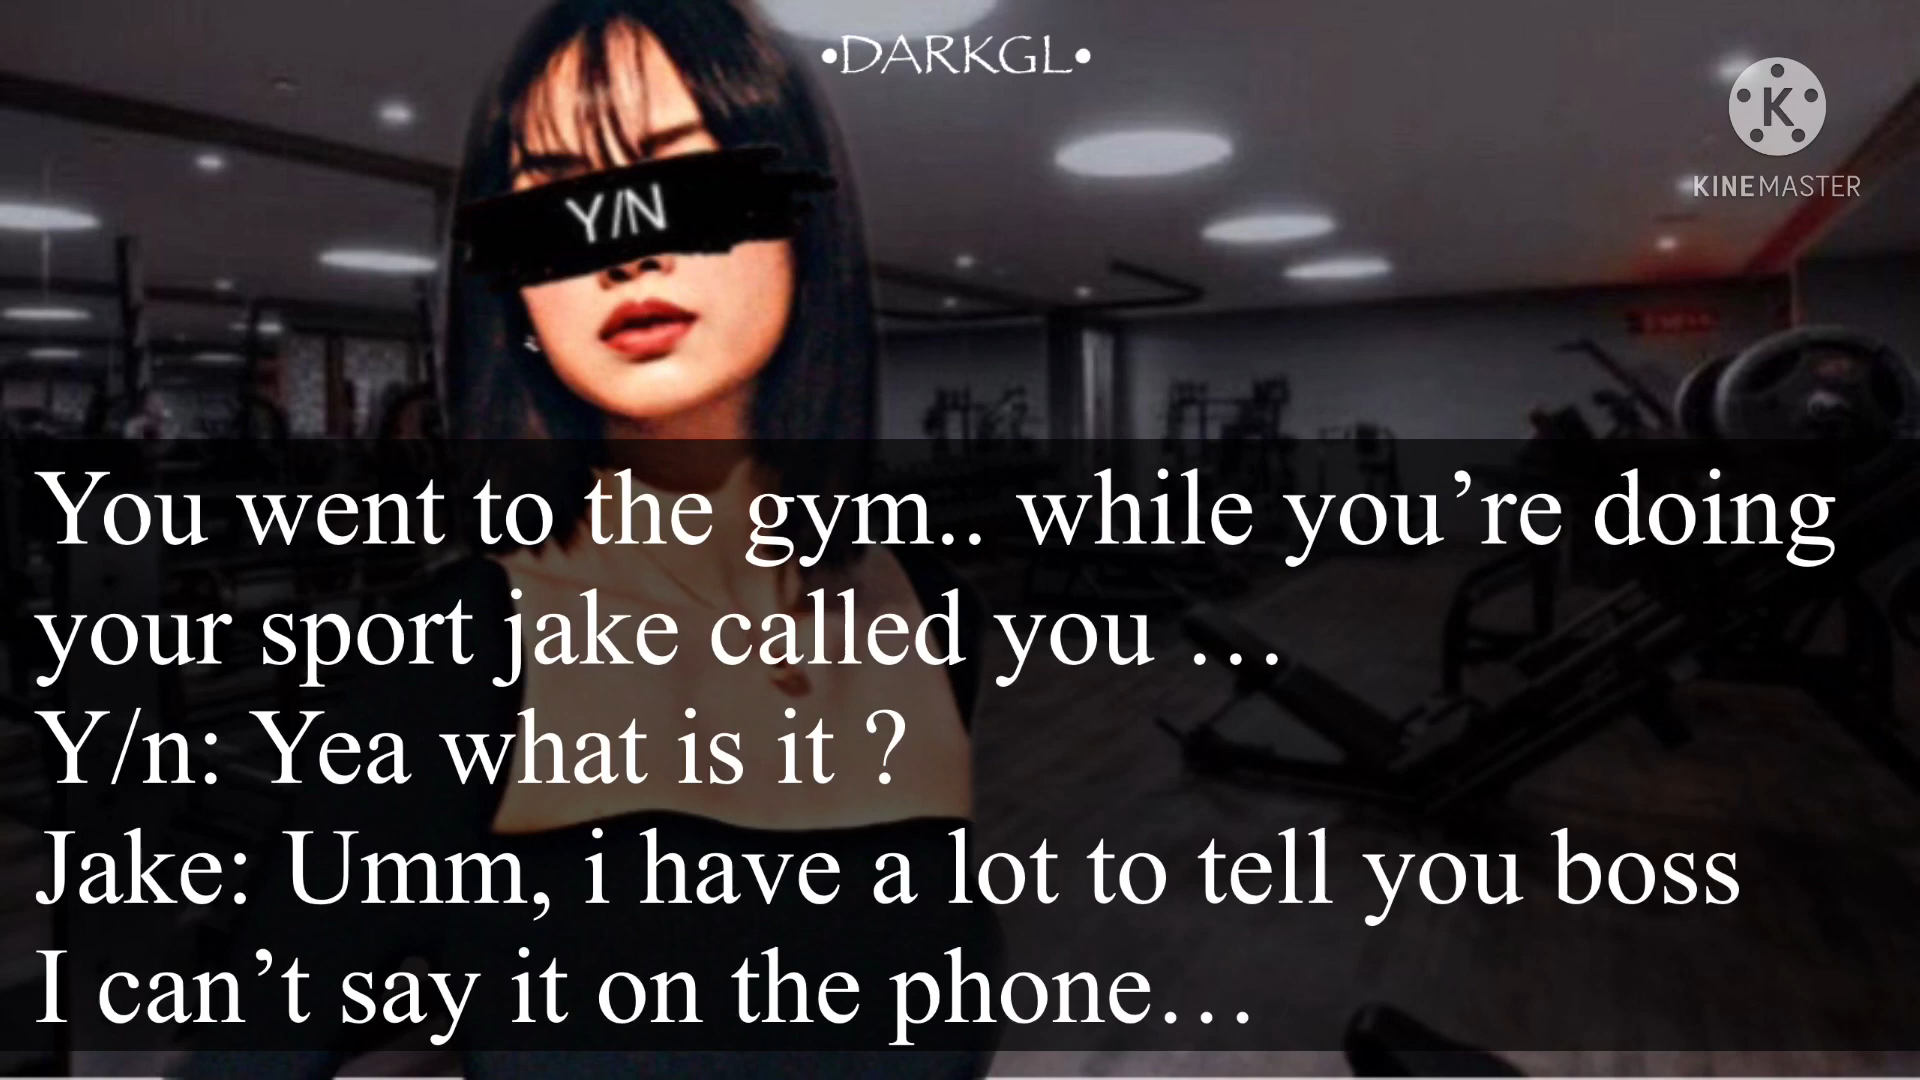 •DARKGL•
K
KINEMASTER
Y/N
You went to the gym.. while you’re doing
your sport jake called you …
Y/n: Yea what is it ?
Jake: Umm, i have a lot to tell you boss
I can’t say it on the phone…